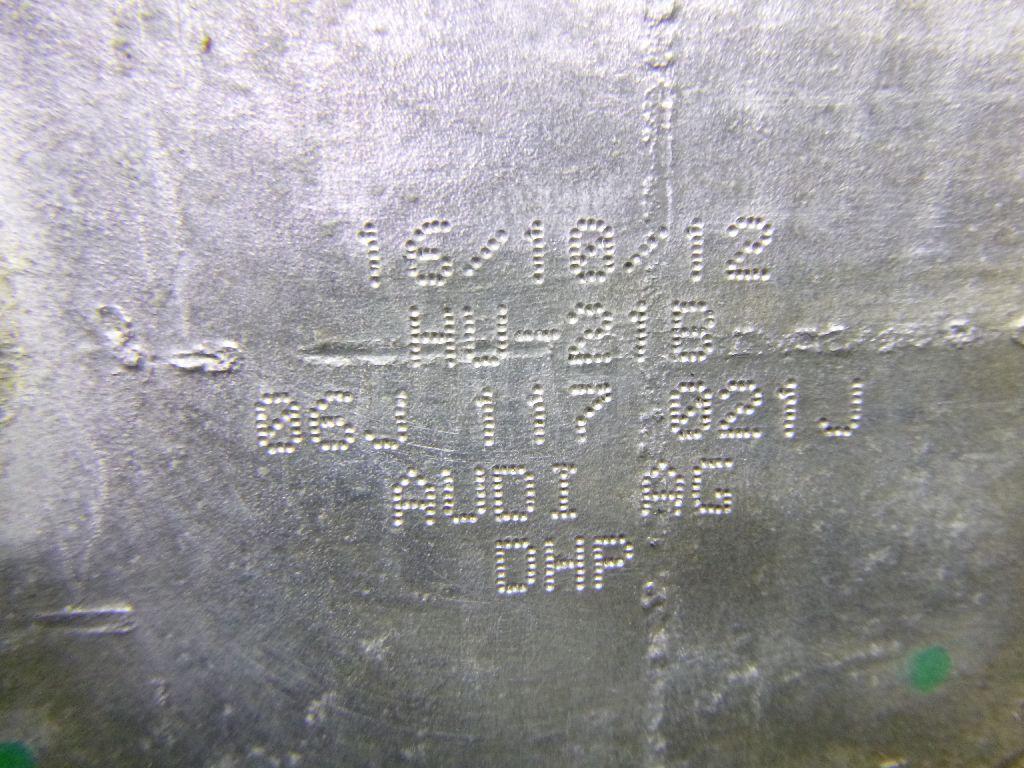 16/10/12
HU-21B
06J 117 021J
AUDI AG
DHP